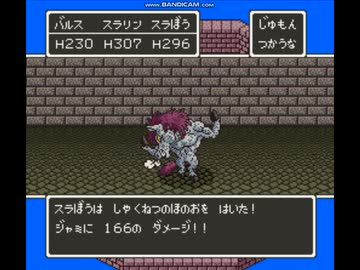 WWW.BANDICAM.COM
バルス スラリン スラぼう
H230 H307 H296
じゅもん
つかうな
スラぼうは しゃくねつのほのおを はいた!
ジャミに 166の ダメージ!!